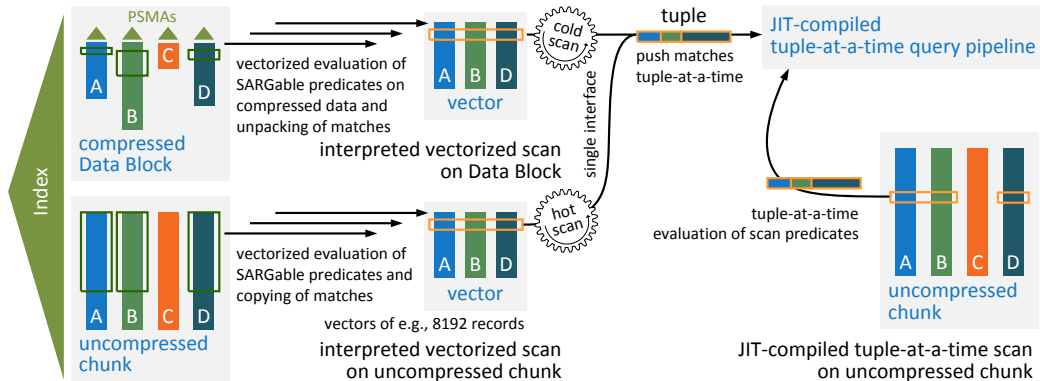 PSMAs
A
B
C
D
compressed
Data Block
Index
A
B
C
D
uncompressed
chunk
vectorized evaluation of
SARGable predicates on
compressed data and
unpacking of matches
A
B
D
vector
interpreted vectorized scan
on Data Block
cold
scan
vectorized evaluation of
SARGable predicates and
copying of matches
A
B
D
vector
vectors of e.g., 8192 records
interpreted vectorized scan
on uncompressed chunk
hot
scan
single interface
tuple
push matches
tuple-at-a-time
JIT-compiled
tuple-at-a-time query pipeline
tuple-at-a-time
evaluation of scan predicates
A
B
C
D
uncompressed
chunk
JIT-compiled tuple-at-a-time scan
on uncompressed chunk